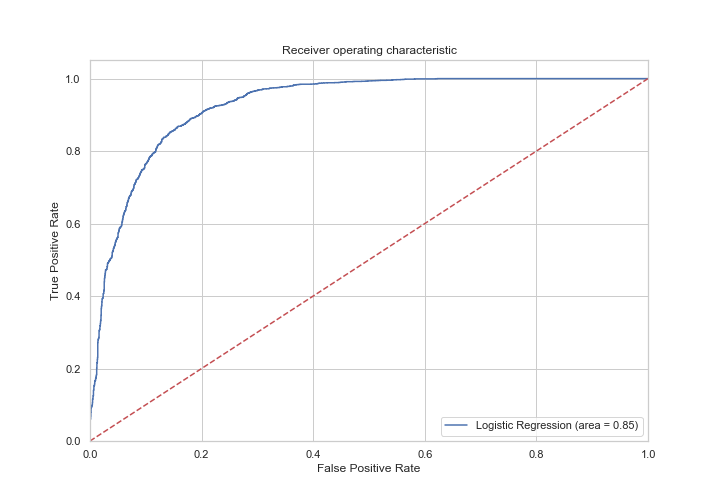 Receiver operating characteristic
True Positive Rate
1.0
0.8
0.6
0.4
0.2
0.0
0.0 0.2 0.4 0.6 0.8 1.0
False Positive Rate
Logistic Regression (area = 0.85)